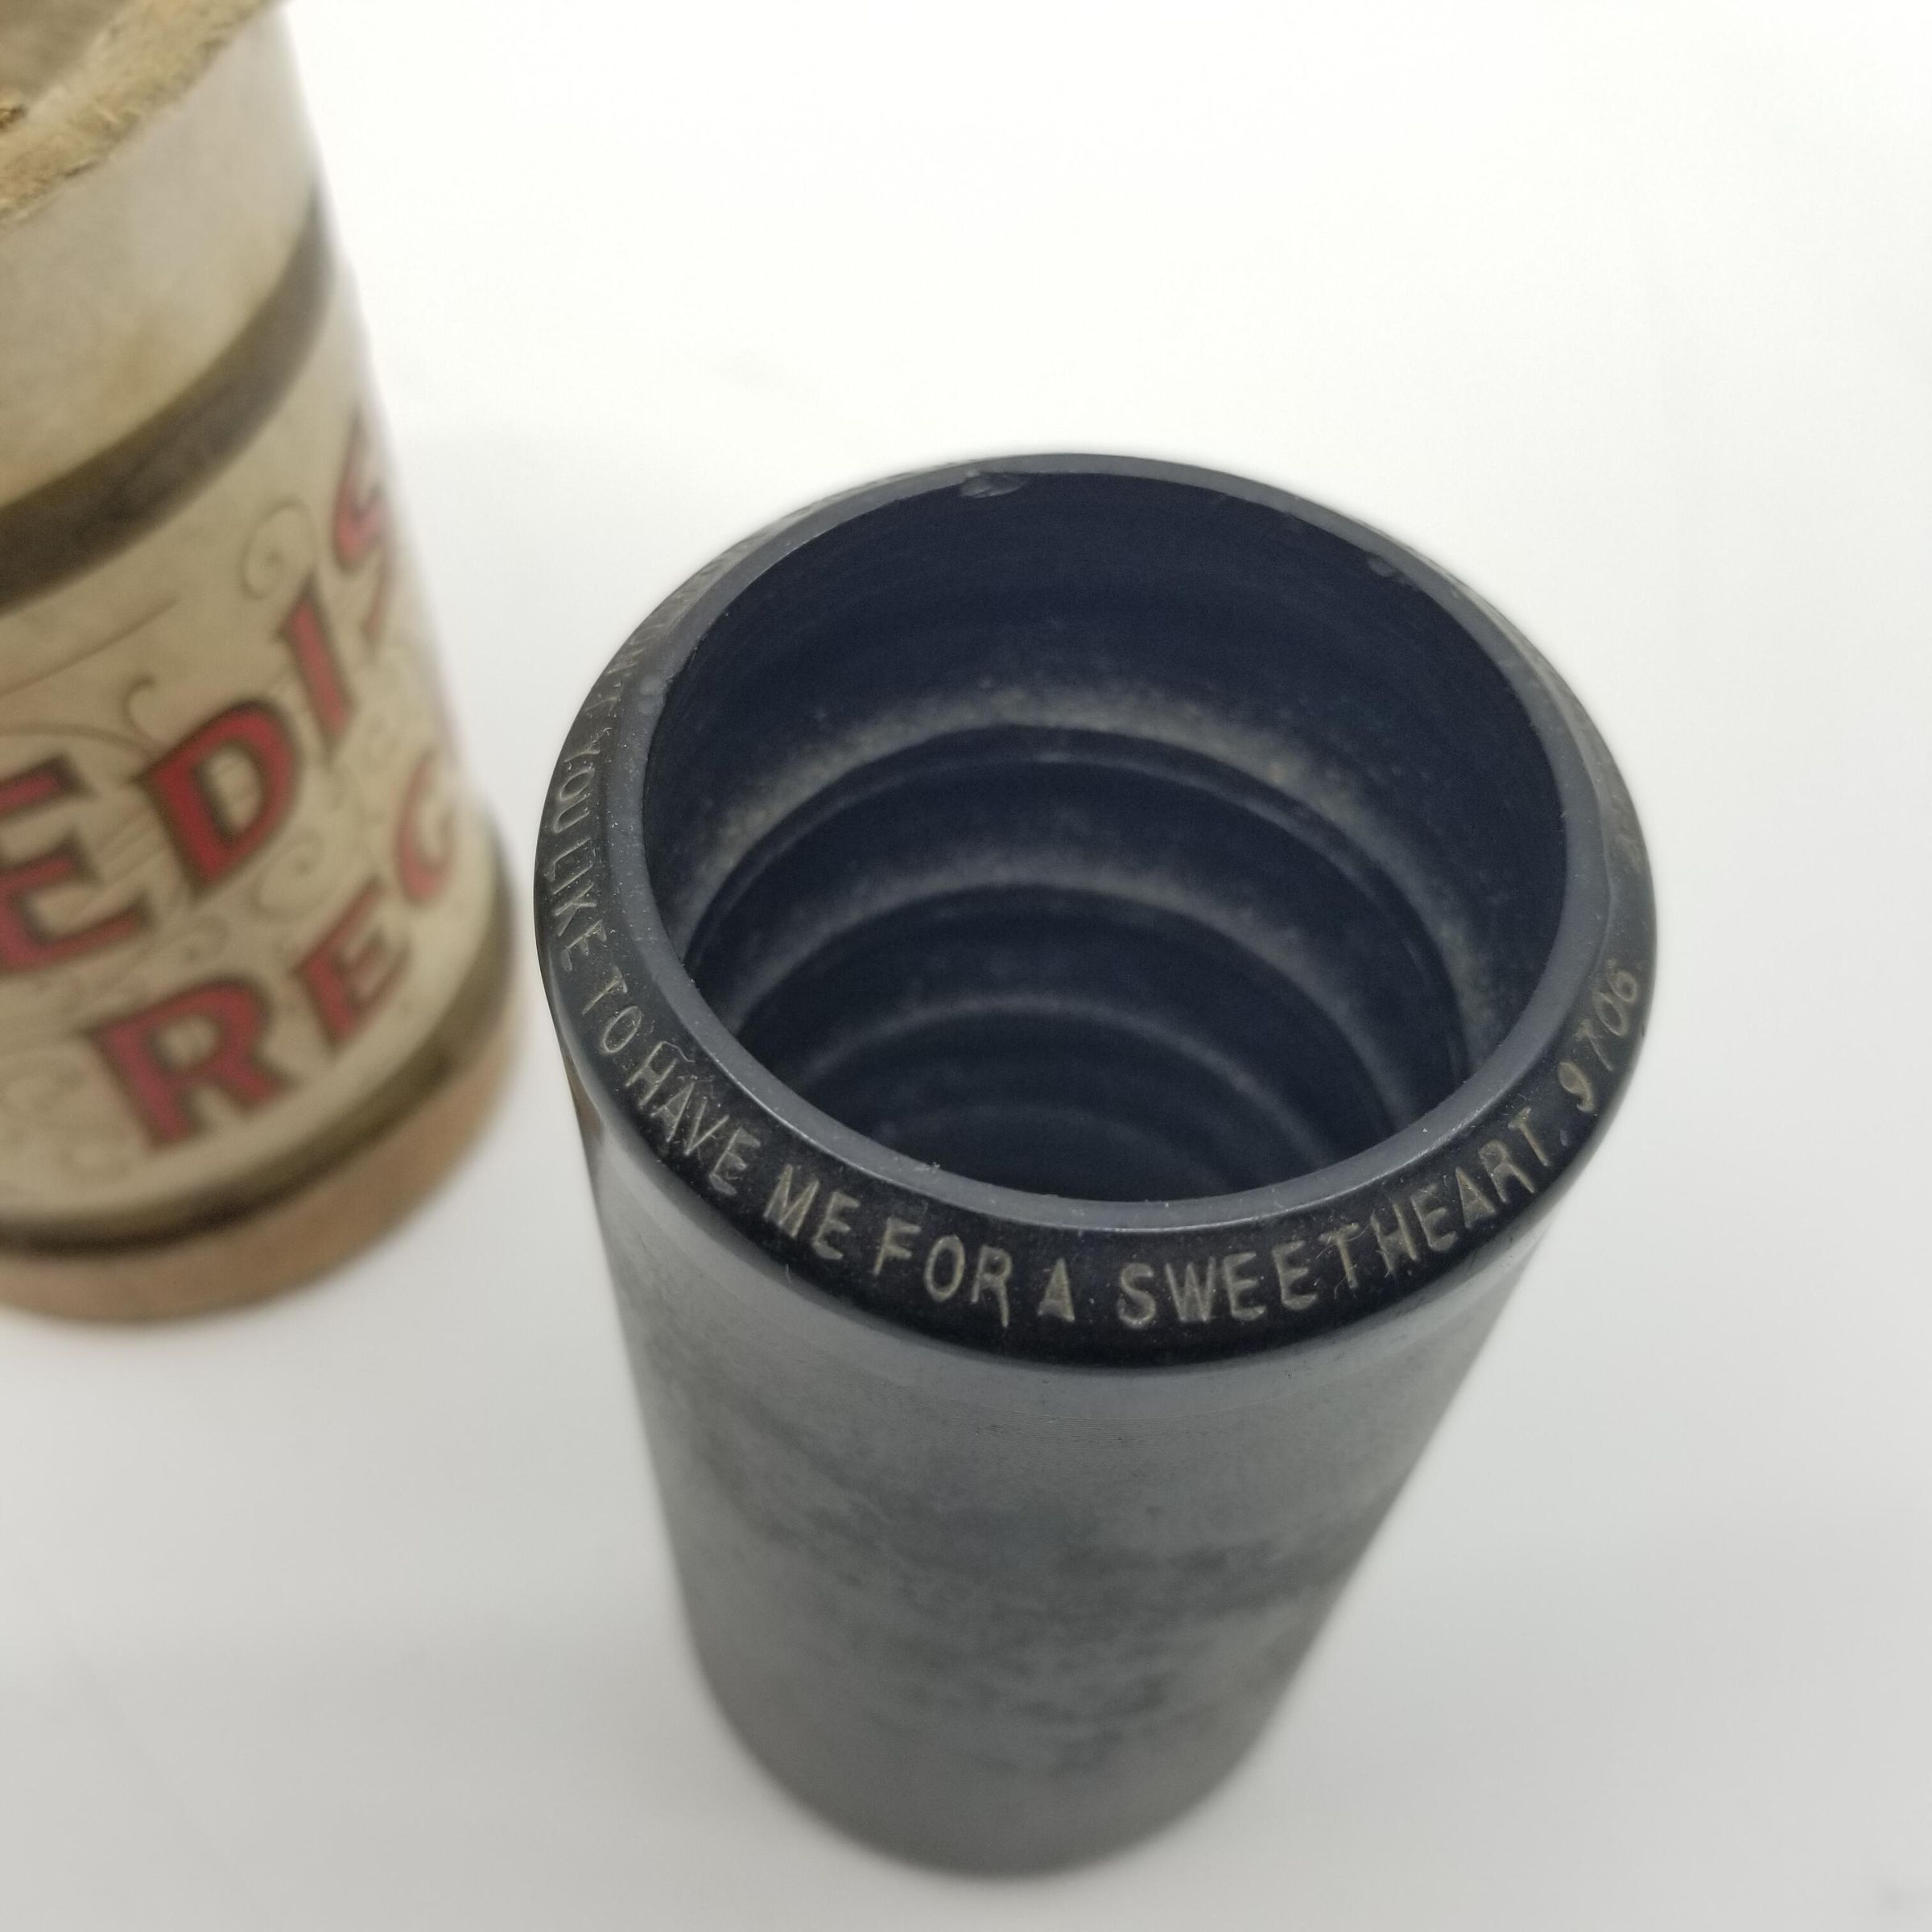 EDIS
REC
YOU LIKE TO HAVE ME FOR A SWEETHEART. 9706